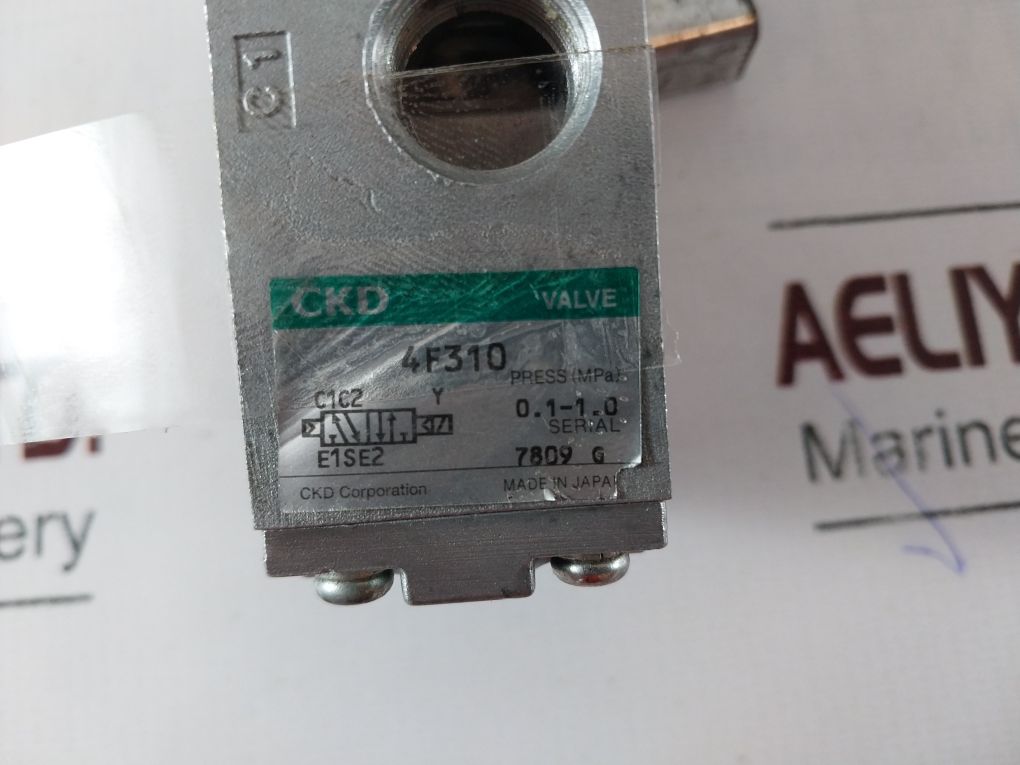 C1
CKD VALVE
4F310
PRESS (MPa)
C1C2 Y
0.1-1.0
SERIAL
E1SE2
7809 G
CKD Corporation MADE IN JAPAN
AELIY
Marine
ery